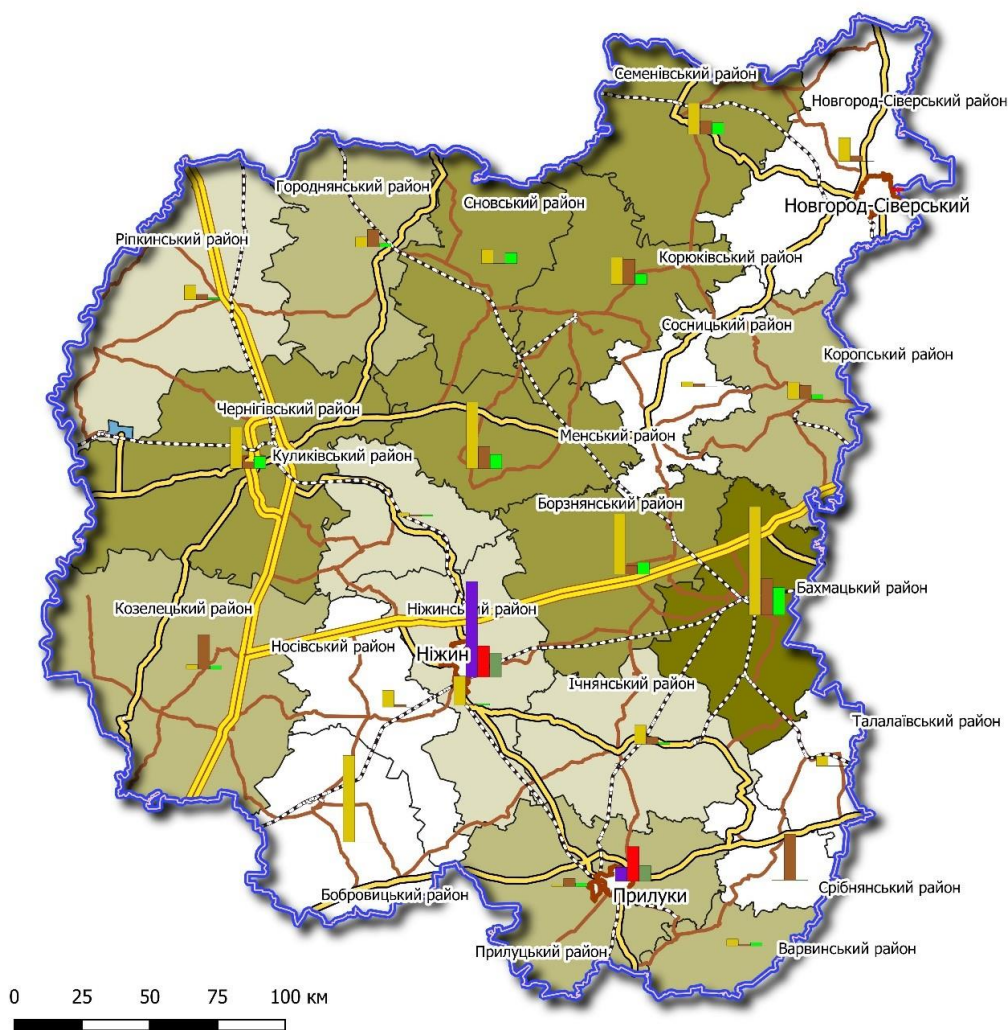 Семенівський район
Новгород-Сіверський район
Городнянський район
Сновський район
Новгород-Сіверський
Ріпкинський район
Корюківський район
Сосницький район
Коропський район
Чернігівський район
Менський район
Куликівський район
Борзнянський район
Бахмацький район
Козелецький район
Ніжинський район
Носівський район
Ніжин
Ічнянський район
Талалаївський район
Бобровицький район
Прилуки
Срібнянський район
Прилуцький район
Варвинський район
0 25 50 75 100 км